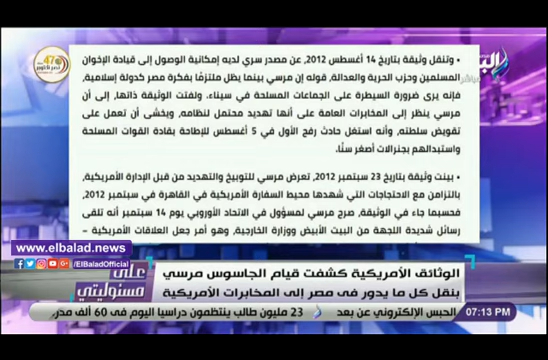 • وتنقل وثيقة بتاريخ 14 أغسطس 2012، عن مصدر سري لديه إمكانية الوصول إلى قيادة الإخوان
المسلمين وحزب الحرية والعدالة، قوله إن مرسي بينما يظل ملتزمًا بفكرة مصر كدولة إسلامية،
فإنه يرى ضرورة السيطرة على الجماعات المسلحة في سيناء. ولفتت الوثيقة ذاتها، إلى أن
مرسي ينظر إلى المخابرات العامة على أنها تهديد محتمل لنظامه، ويخشى أن تعمل على
تقويض سلطته، وأنه استغل حادث رفح الأول في 5 أغسطس للإطاحة بقادة القوات المسلحة
واستبدالهم بجنرالات أصغر سنًا.
• بينت وثيقة بتاريخ 23 سبتمبر 2012، تعرض مرسي للتوبيخ والتهديد من قبل الإدارة الأمريكية،
بالتزامن مع الاحتجاجات التي شهدها محيط السفارة الأمريكية في القاهرة في سبتمبر 2012،
فحسبما جاء في الوثيقة، صرح مرسي لمسؤول في الاتحاد الأوروبي يوم 14 سبتمبر أنه تلقى
رسائل شديدة اللهجة من البيت الأبيض ووزارة الخارجية، وهو أمر جعل العلاقات الأمريكية –
www.elbalad.news
/ElBaladOfficial
على مسئوليتي
الوثائق الأمريكية كشفت قيام الجاسوس مرسي
بنقل كل ما يدور فى مصر إلى المخابرات الأمريكية
الحبس الإلكتروني عن بعد
23 مليون طالب ينتظمون دراسيا اليوم فى 60 ألف مدر
07:13 PM
47